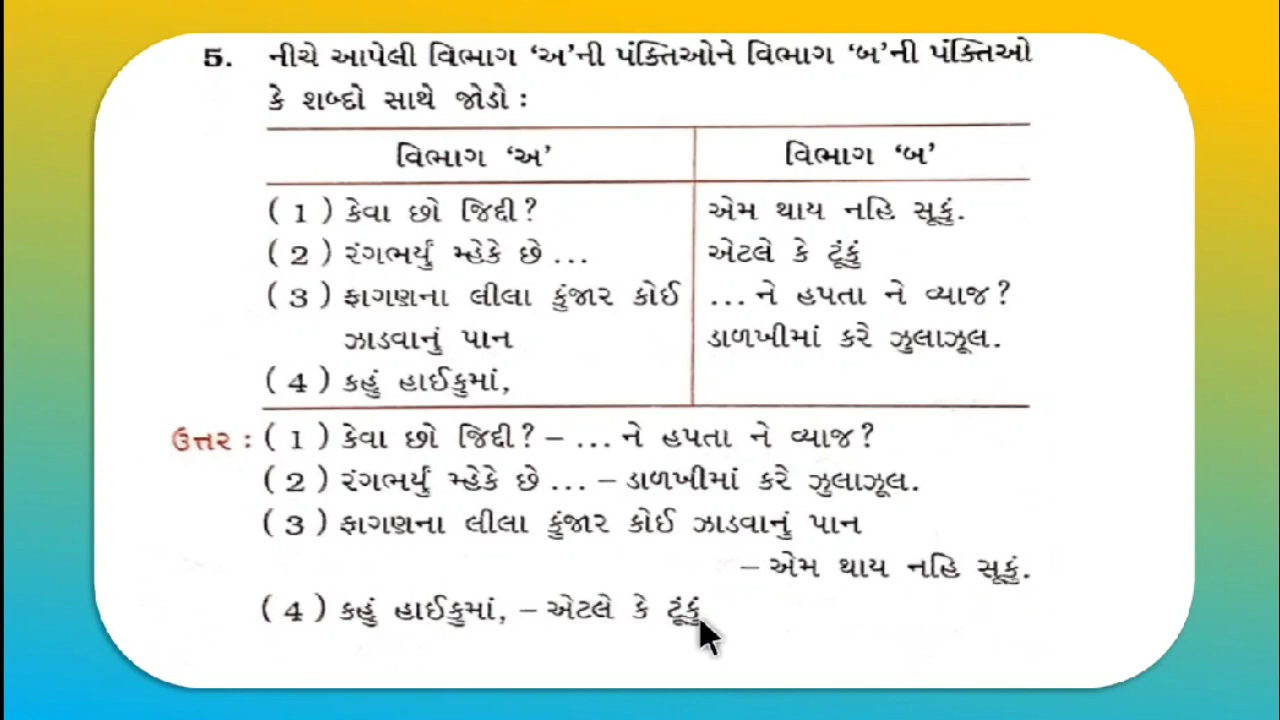 5. નીચે આપેલી વિભાગ ‘અ’ની પંક્તિઓને વિભાગ ‘બ’ની પંક્તિઓ
કે શબ્દો સાથે જોડો :
વિભાગ ‘અ’ વિભાગ ‘બ’
( 1 ) કેવા છો જિદ્દી? એમ થાય નહિ સૂકું.
( 2 ) રંગભર્યું મ્હેકે છે ... એટલે કે ટૂંકું
( 3 ) ફાગણના લીલા કુંજાર કોઈ ... ને હપતા ને વ્યાજ?
ઝાડવાનું પાન ડાળખીમાં કરે ઝુલાઝૂલ.
( 4 ) કહું હાઈકુમાં,
ઉત્તર : ( 1 ) કેવા છો જિદ્દી? – ... ને હપતા ને વ્યાજ?
( 2 ) રંગભર્યું મ્હેકે છે ... – ડાળખીમાં કરે ઝુલાઝૂલ.
( 3 ) ફાગણના લીલા કુંજાર કોઈ ઝાડવાનું પાન
– એમ થાય નહિ સૂકું.
( 4 ) કહું હાઈકુમાં, – એટલે કે ટૂંકું